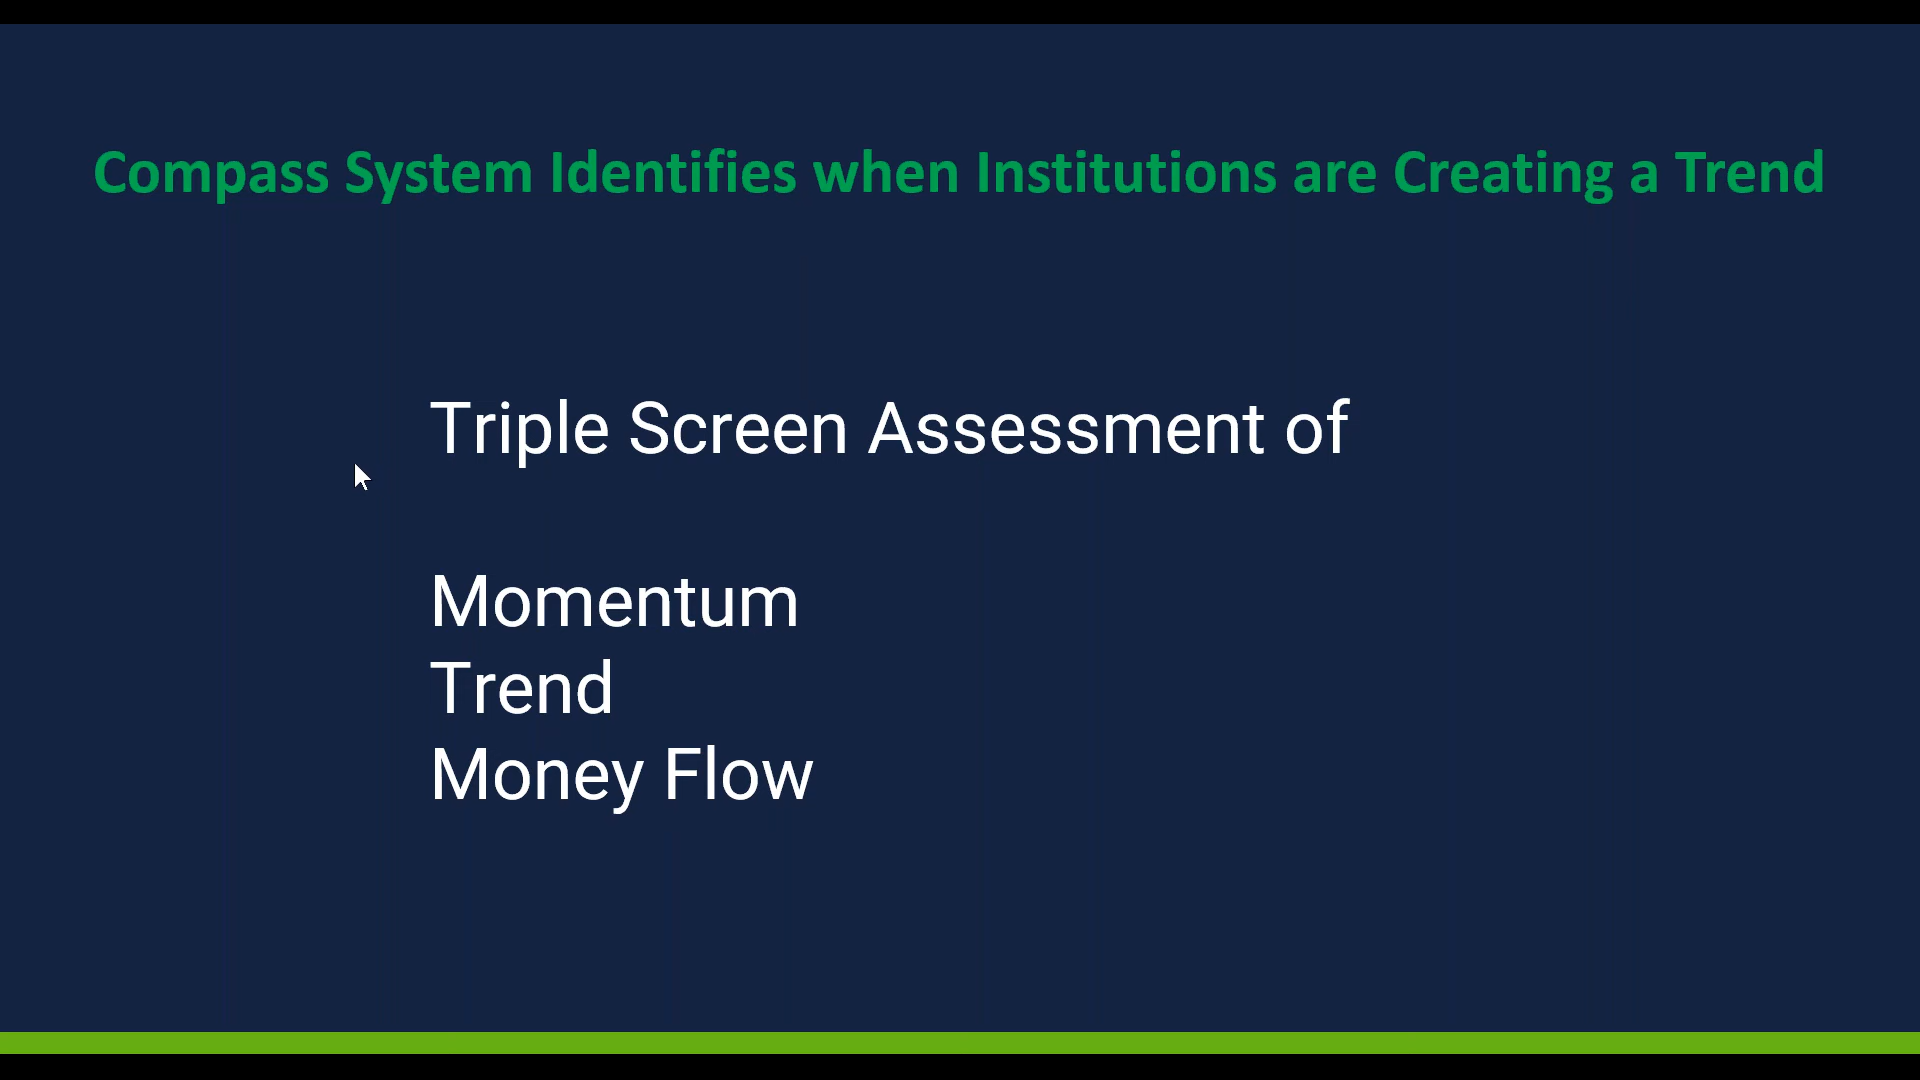 Compass System Identifies when Institutions are Creating a Trend
Triple Screen Assessment of
Momentum
Trend
Money Flow